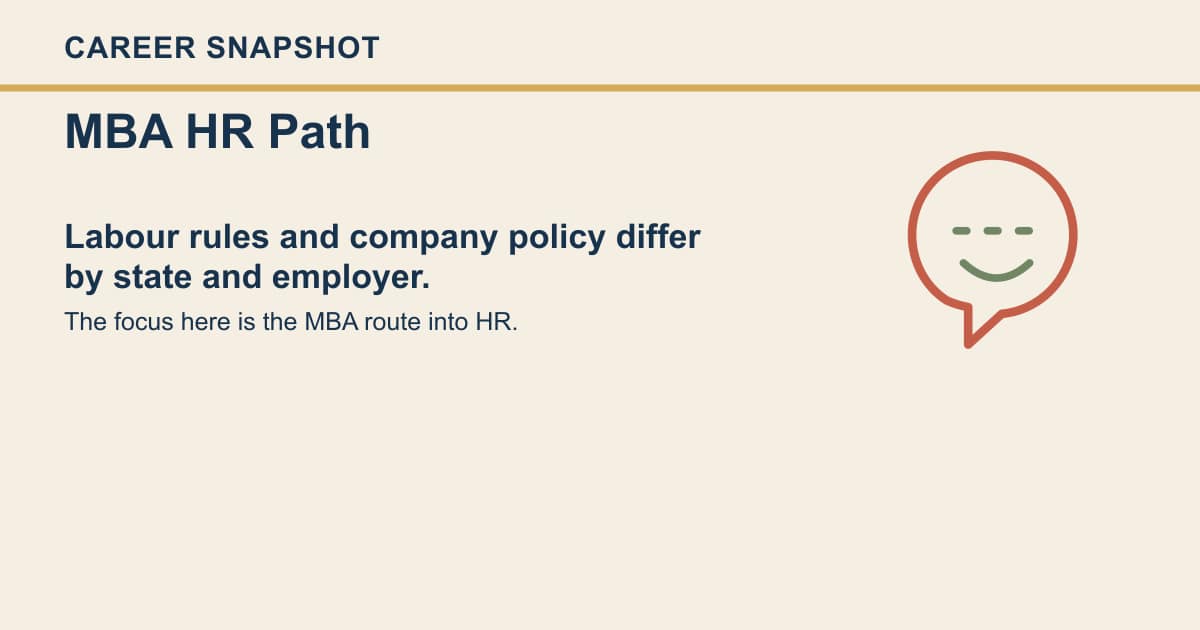 CAREER SNAPSHOT
MBA HR Path
Labour rules and company policy differ
by state and employer.
The focus here is the MBA route into HR.